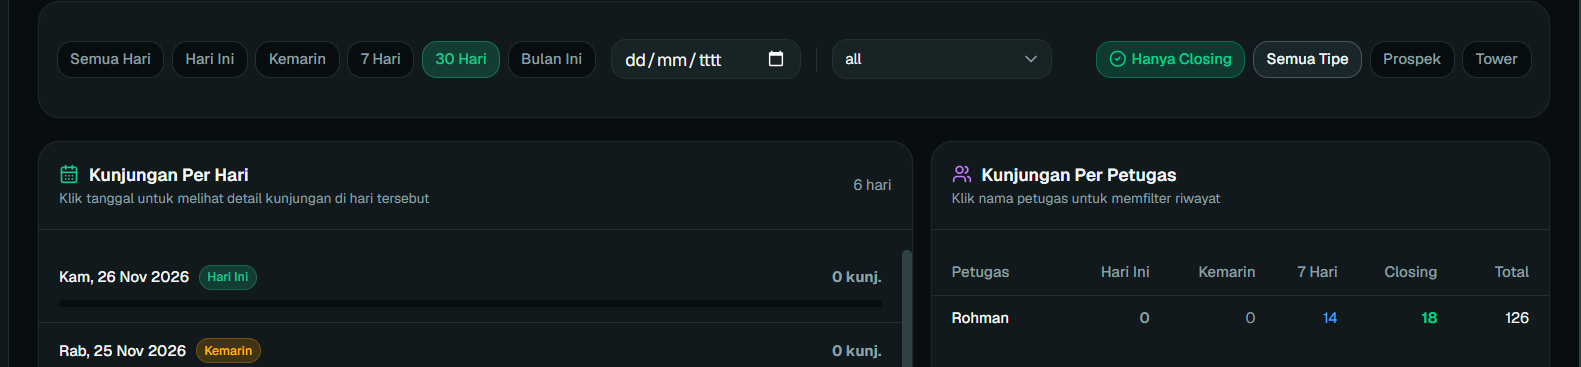 Semua Hari Hari Ini Kemarin 7 Hari 30 Hari Bulan Ini dd/mm/tttt all Hanya Closing Semua Tipe Prospek Tower
Kunjungan Per Hari
Klik tanggal untuk melihat detail kunjungan di hari tersebut
6 hari
Kam, 26 Nov 2026 Hari Ini 0 kunj.
Rab, 25 Nov 2026 Kemarin 0 kunj.
Kunjungan Per Petugas
Klik nama petugas untuk memfilter riwayat
Petugas Hari Ini Kemarin 7 Hari Closing Total
Rohman 0 0 14 18 126